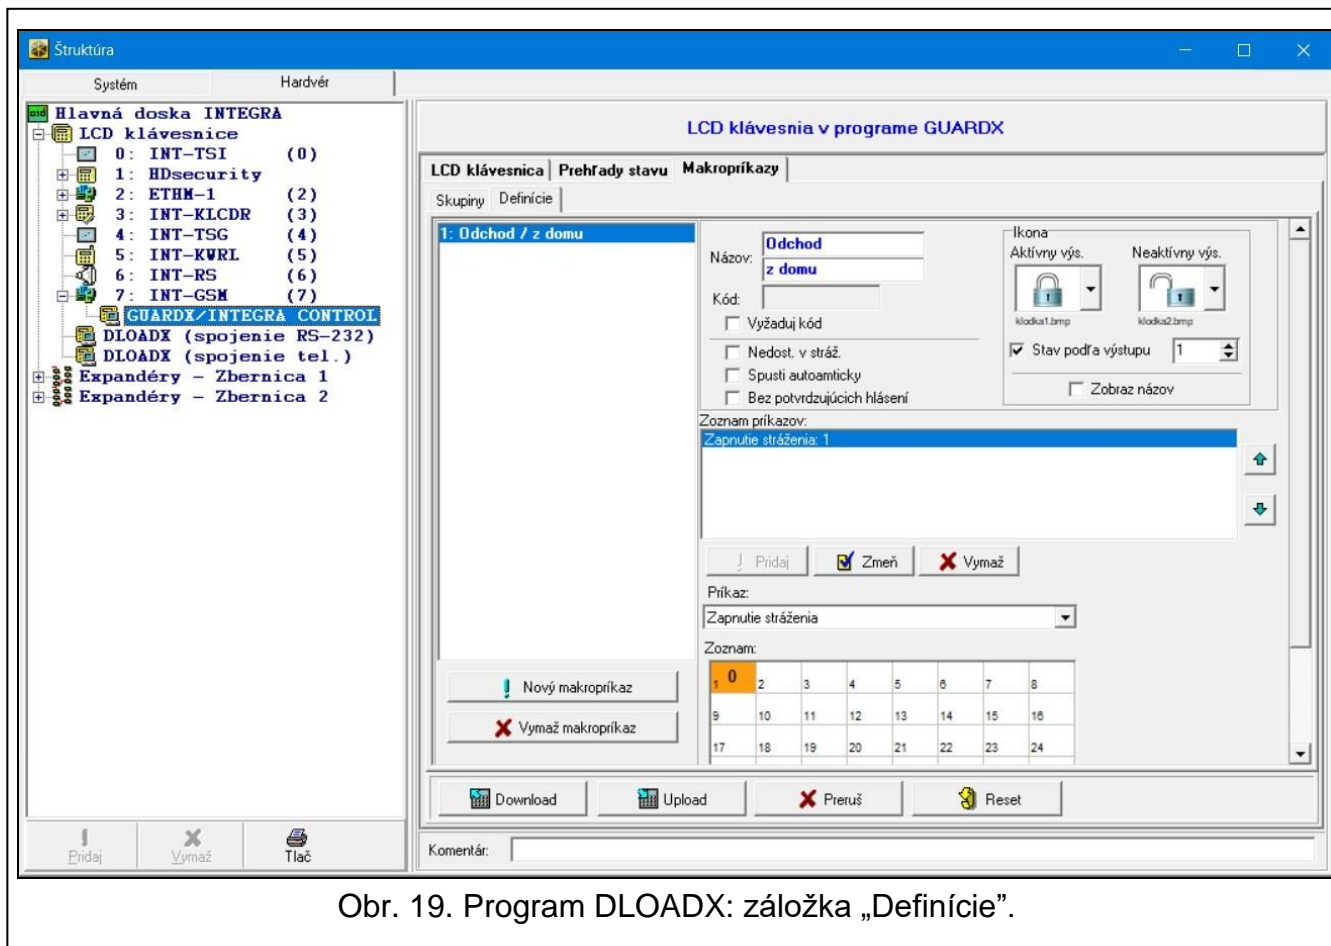 Štruktúra
Systém
Hardvér
Hlavná doska INTEGRA
LCD klávesnice
0: INT-TSI (0)
1: HDsecurity
2: ETHM-1 (2)
3: INT-KLCDR (3)
4: INT-TSG (4)
5: INT-KWRL (5)
6: INT-RS (6)
7: INT-GSM (7)
GUARDX/INTEGRA CONTROL
DLOADX (spojenie RS-232)
DLOADX (spojenie tel.)
Expandéry - Zbernica 1
Expandéry - Zbernica 2
Pridaj
Vymaž
Tlač
LCD klávesnia v programe GUARDX
LCD klávesnica
Prehľady stavu
Makropríkazy
Skupiny
Definície
1: Odchod / z domu
Nový makropríkaz
Vymaž makropríkaz
Názov:
Odchod
z domu
Kód:
Vyžaduj kód
Nedost. v stráž.
Spusti autoamticky
Bez potvrdzujúcich hlásení
Ikona
Aktívny výs.
Neaktívny výs.
kladka1.bmp
kladka2.bmp
Stav podľa výstupu 1
Zobraz názov
Zoznam príkazov:
Zapnutie stráženia: 1
Pridaj
Zmeň
Vymaž
Príkaz:
Zapnutie stráženia
Zoznam:
1 0 2 3 4 5 6 7 8
9 10 11 12 13 14 15 16
17 18 19 20 21 22 23 24
Download
Upload
Preruš
Reset
Komentár:
Obr. 19. Program DLOADX: záložka „Definície”.